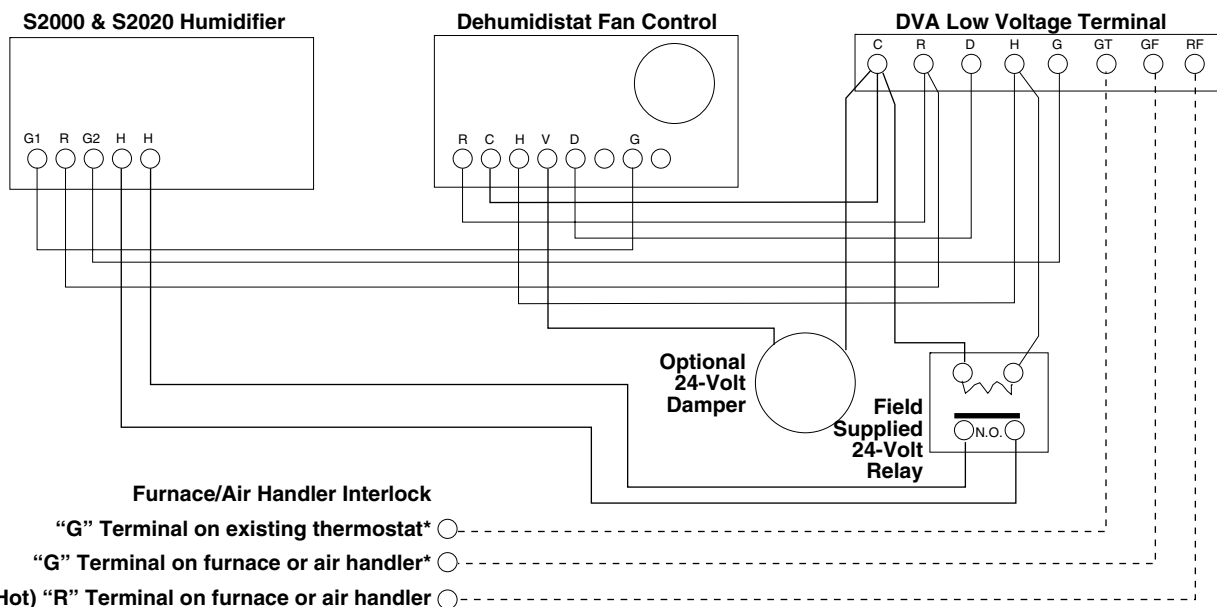 S2000 & S2020 Humidifier
G1 R G2 H H
Dehumidistat Fan Control
R C H V D G
DVA Low Voltage Terminal
C R D H G GT GF RF
Optional
24-Volt
Damper
Field
Supplied
24-Volt
Relay
N.O.
Furnace/Air Handler Interlock
“G” Terminal on existing thermostat*
“G” Terminal on furnace or air handler*
Hot) “R” Terminal on furnace or air handler